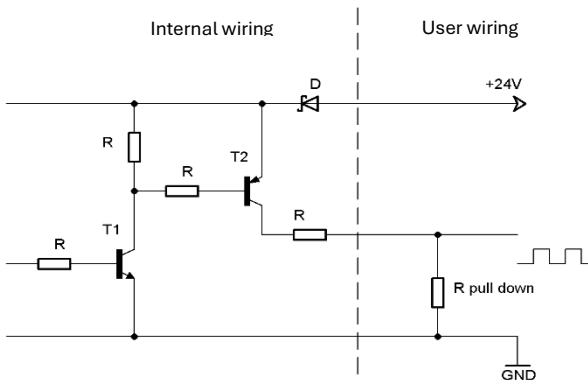 Internal wiring
User wiring
D
+24V
R
T2
R
R
T1
R
R pull down
GND